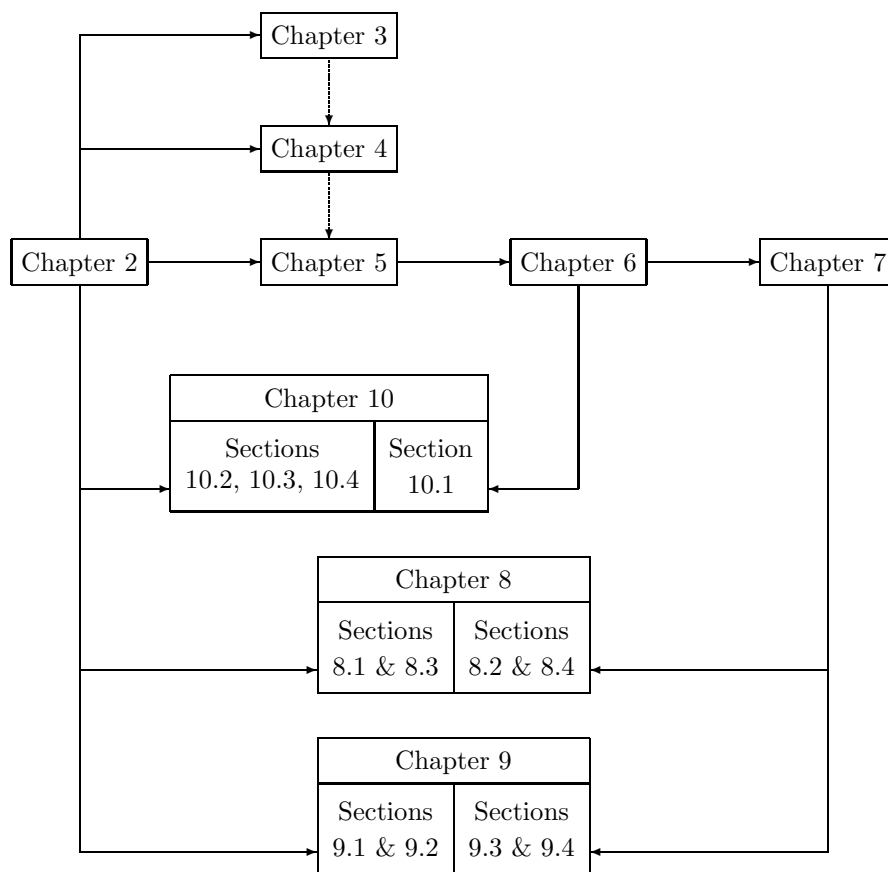 Chapter 3
Chapter 4
Chapter 2
Chapter 5
Chapter 6
Chapter 7
Chapter 10
Sections
10.2, 10.3, 10.4
Section
10.1
Chapter 8
Sections
8.1 & 8.3
Sections
8.2 & 8.4
Chapter 9
Sections
9.1 & 9.2
Sections
9.3 & 9.4